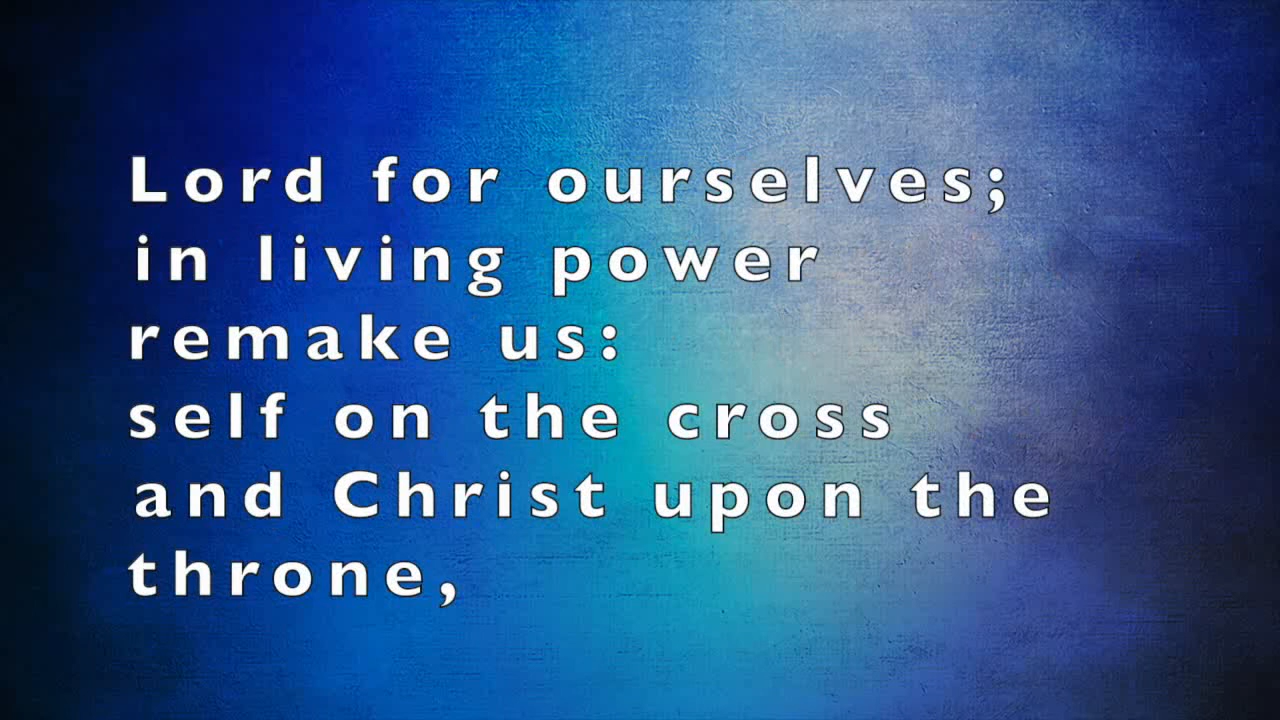 Lord for ourselves;
in living power
remake us:
self on the cross
and Christ upon the
throne,